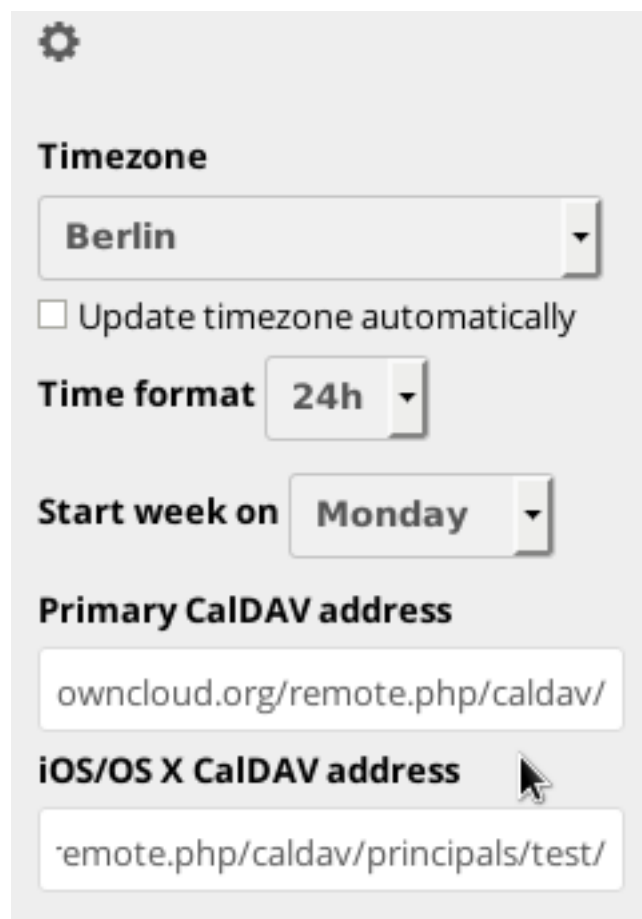 Timezone
Berlin
Update timezone automatically
Time format 24h
Start week on Monday
Primary CalDAV address
owncloud.org/remote.php/caldav/
iOS/OS X CalDAV address
remote.php/caldav/principals/test/